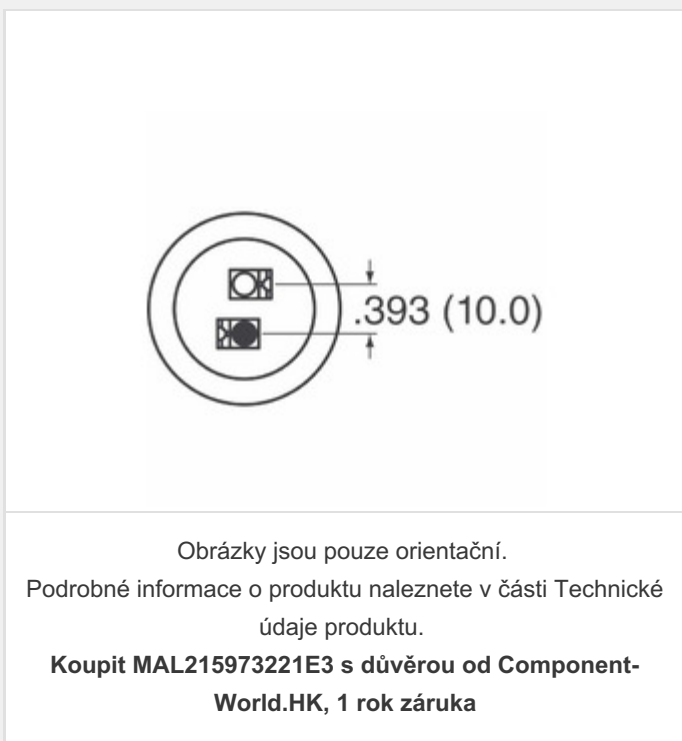 .393 (10.0)
Obrázky jsou pouze orientační.
Podrobné informace o produktu naleznete v části Technické
údaje produktu.
Koupit MAL215973221E3 s důvěrou od Component-
World.HK, 1 rok záruka